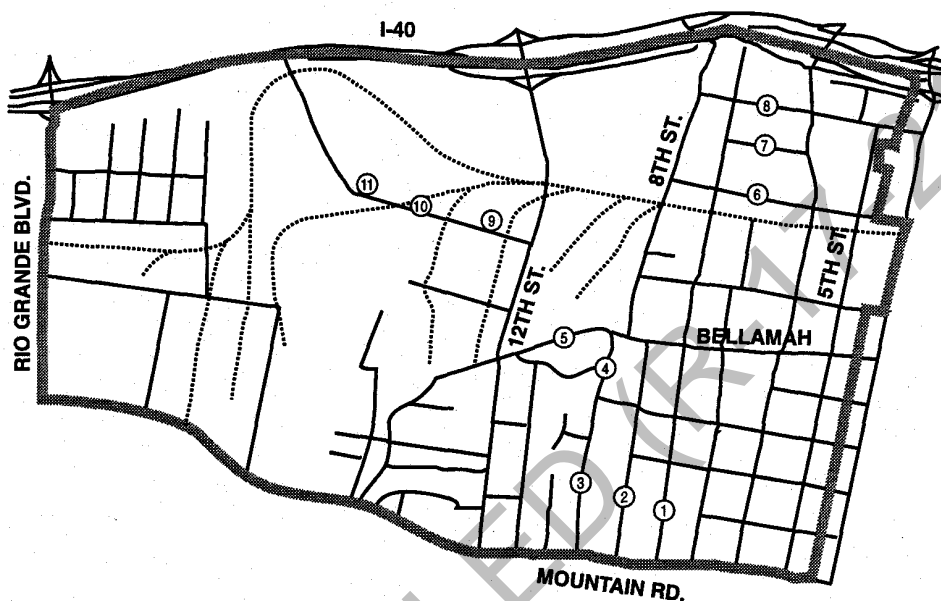 I-40
8
7
8TH ST.
6
11
10
9
5TH ST.
RIO GRANDE BLVD.
12TH ST.
5
BELLAMAH
4
3
2
1
MOUNTAIN RD.